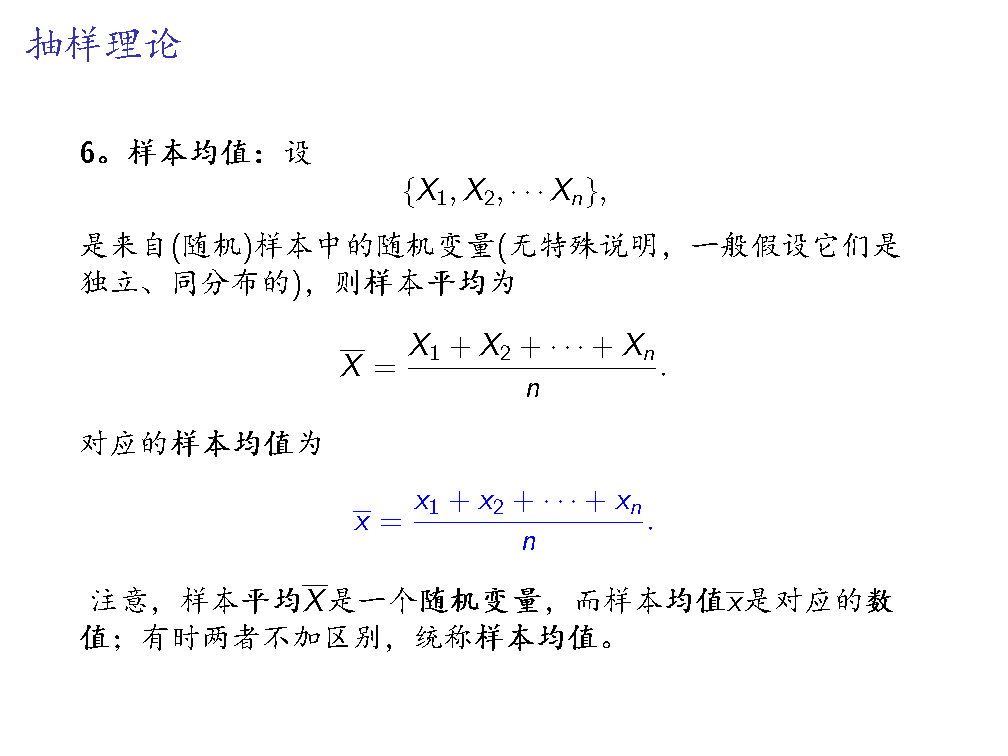 抽样理论
6。样本均值：设
{X₁, X₂, ⋯ Xₙ},
是来自(随机)样本中的随机变量(无特殊说明，一般假设它们是
独立、同分布的)，则样本平均为
X̅ = (X₁ + X₂ + ⋯ + Xₙ) / n.
对应的样本均值为
x̅ = (x₁ + x₂ + ⋯ + xₙ) / n.
注意，样本平均X̅是一个随机变量，而样本均值x̅是对应的数
值；有时两者不加区别，统称样本均值。